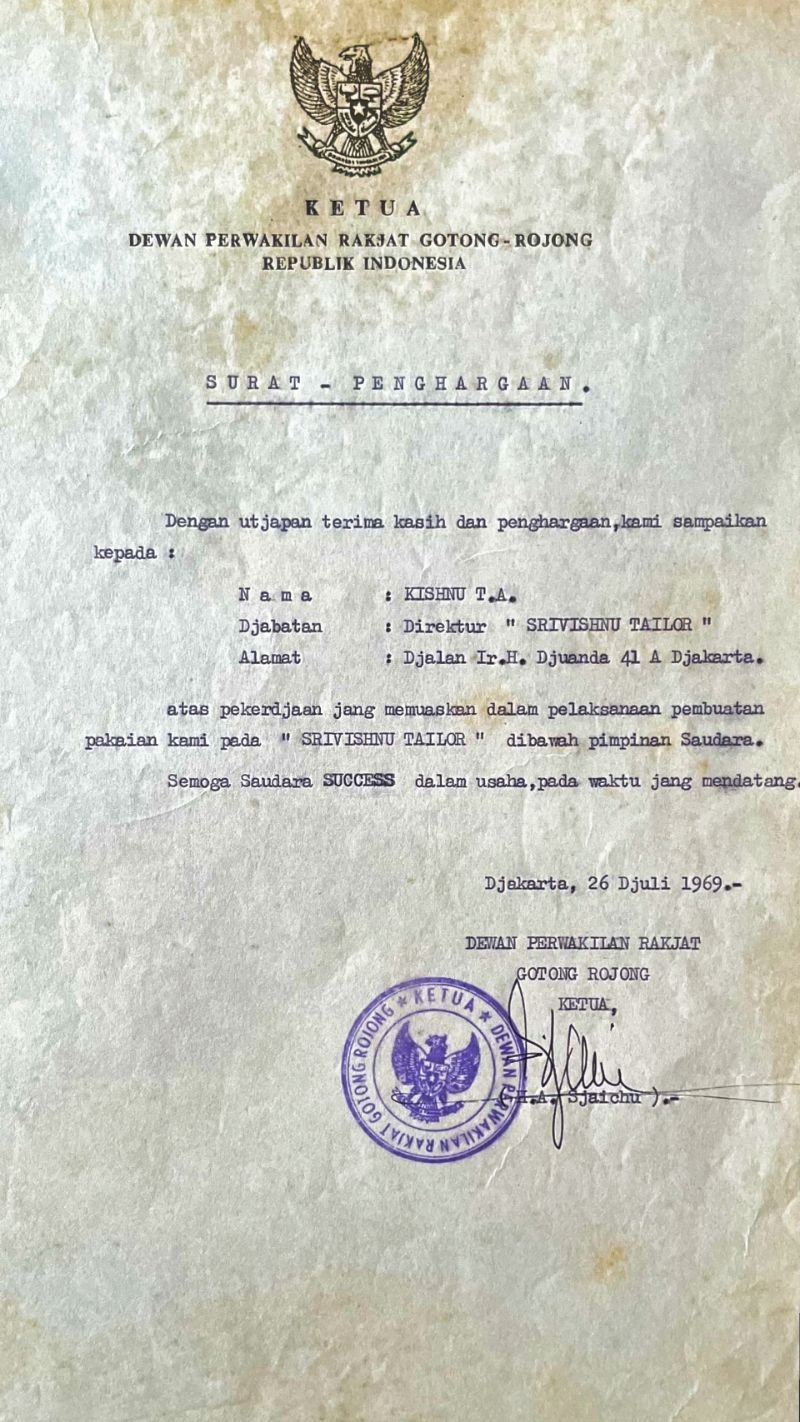 K E T U A
DEWAN PERWAKILAN RAKJAT GOTONG-ROJONG
REPUBLIK INDONESIA
S U R A T - P E N G H A R G A A N .
Dengan utjapan terima kasih dan penghargaan,kami sampaikan
kepada :
N a m a : KISHNU T.A.
Djabatan : Direktur " SRIVISHNU TAILOR "
Alamat : Djalan Ir.H. Djuanda 41 A Djakarta.
atas pekerdjaan jang memuaskan dalam pelaksanaan pembuatan
pakaian kami pada " SRIVISHNU TAILOR " dibawah pimpinan Saudara.
Semoga Saudara SUCCESS dalam usaha,pada waktu jang mendatang.
Djakarta, 26 Djuli 1969.-
DEWAN PERWAKILAN RAKJAT
GOTONG ROJONG
KETUA,
( H.A. Sjaichu ).-
★ KETUA ★ DEWAN PERWAKILAN RAKJAT GOTONG ROJONG